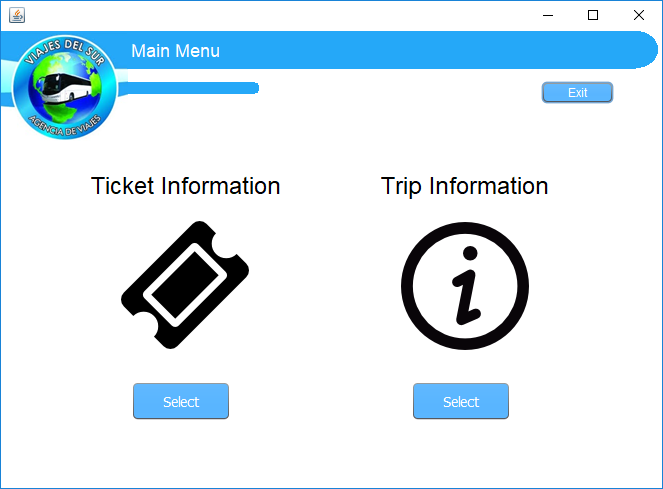 Main Menu
VIAJES DEL SUR
AGENCIA DE VIAJES
Exit
Ticket Information
Trip Information
Select
Select